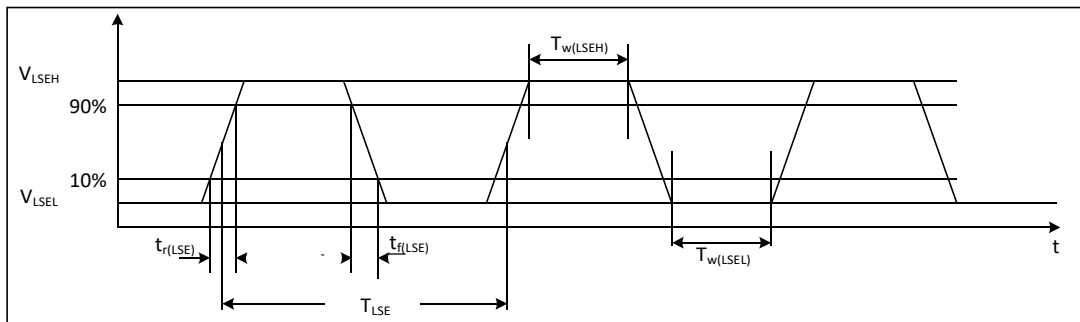 T_w(LSEH)
V_LSEH
90%
10%
V_LSEL
t_r(LSE)
-
t_f(LSE)
T_w(LSEL)
t
T_LSE